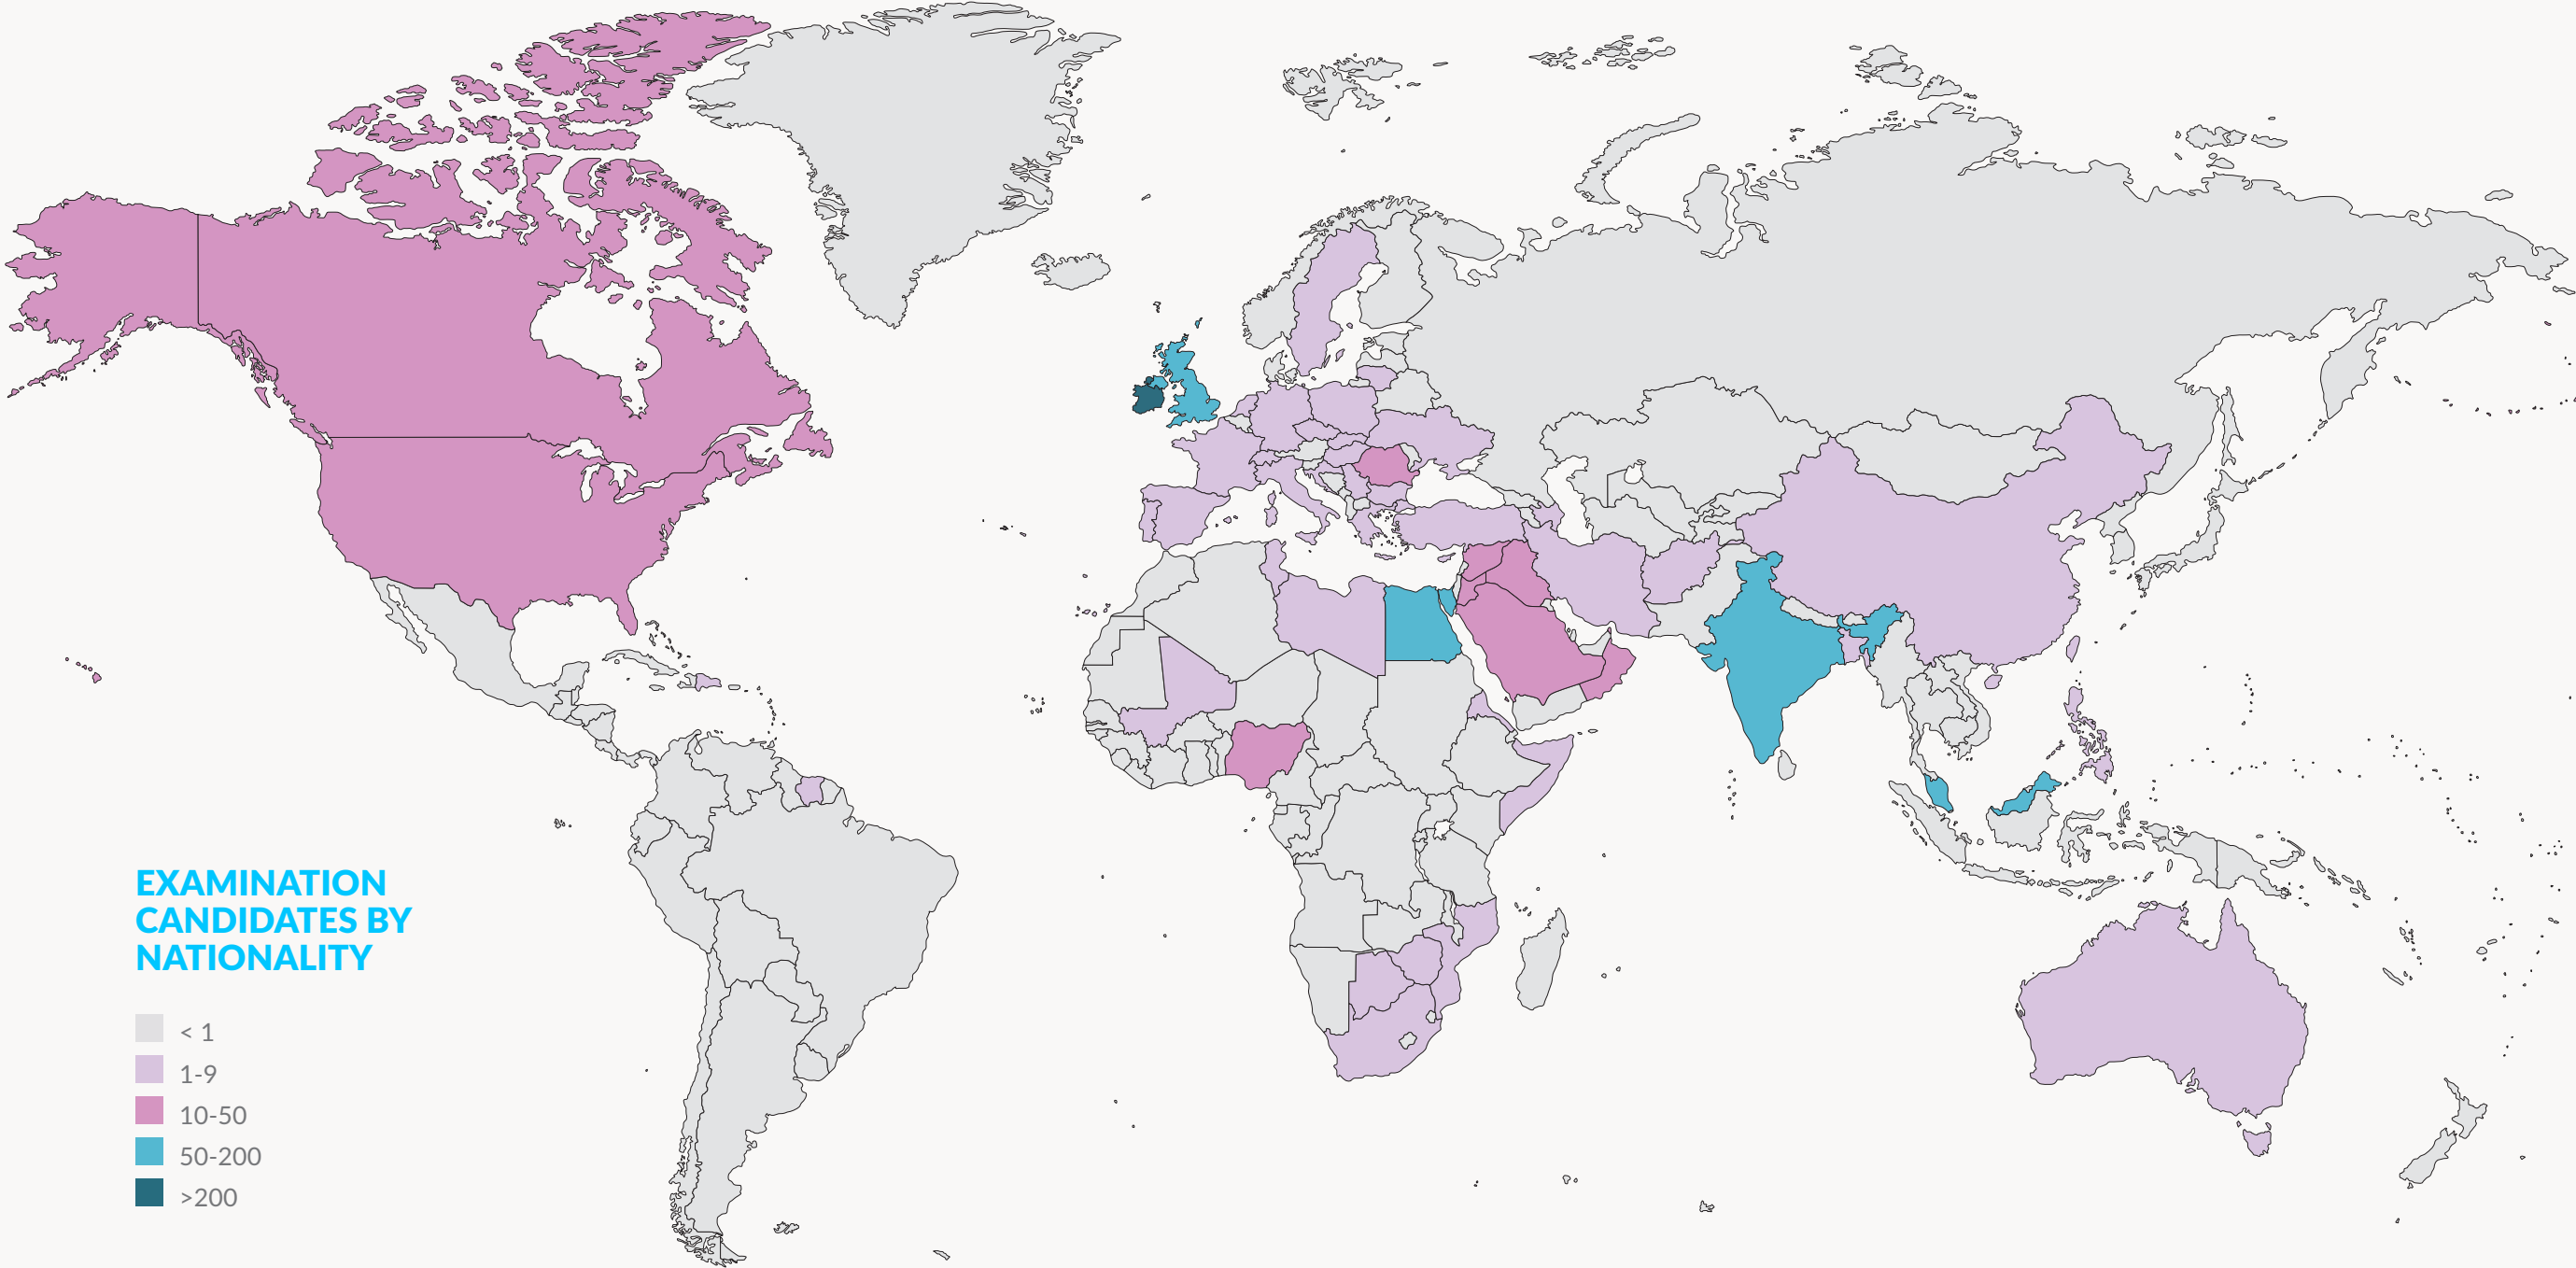 EXAMINATION
CANDIDATES BY
NATIONALITY
< 1
1-9
10-50
50-200
>200